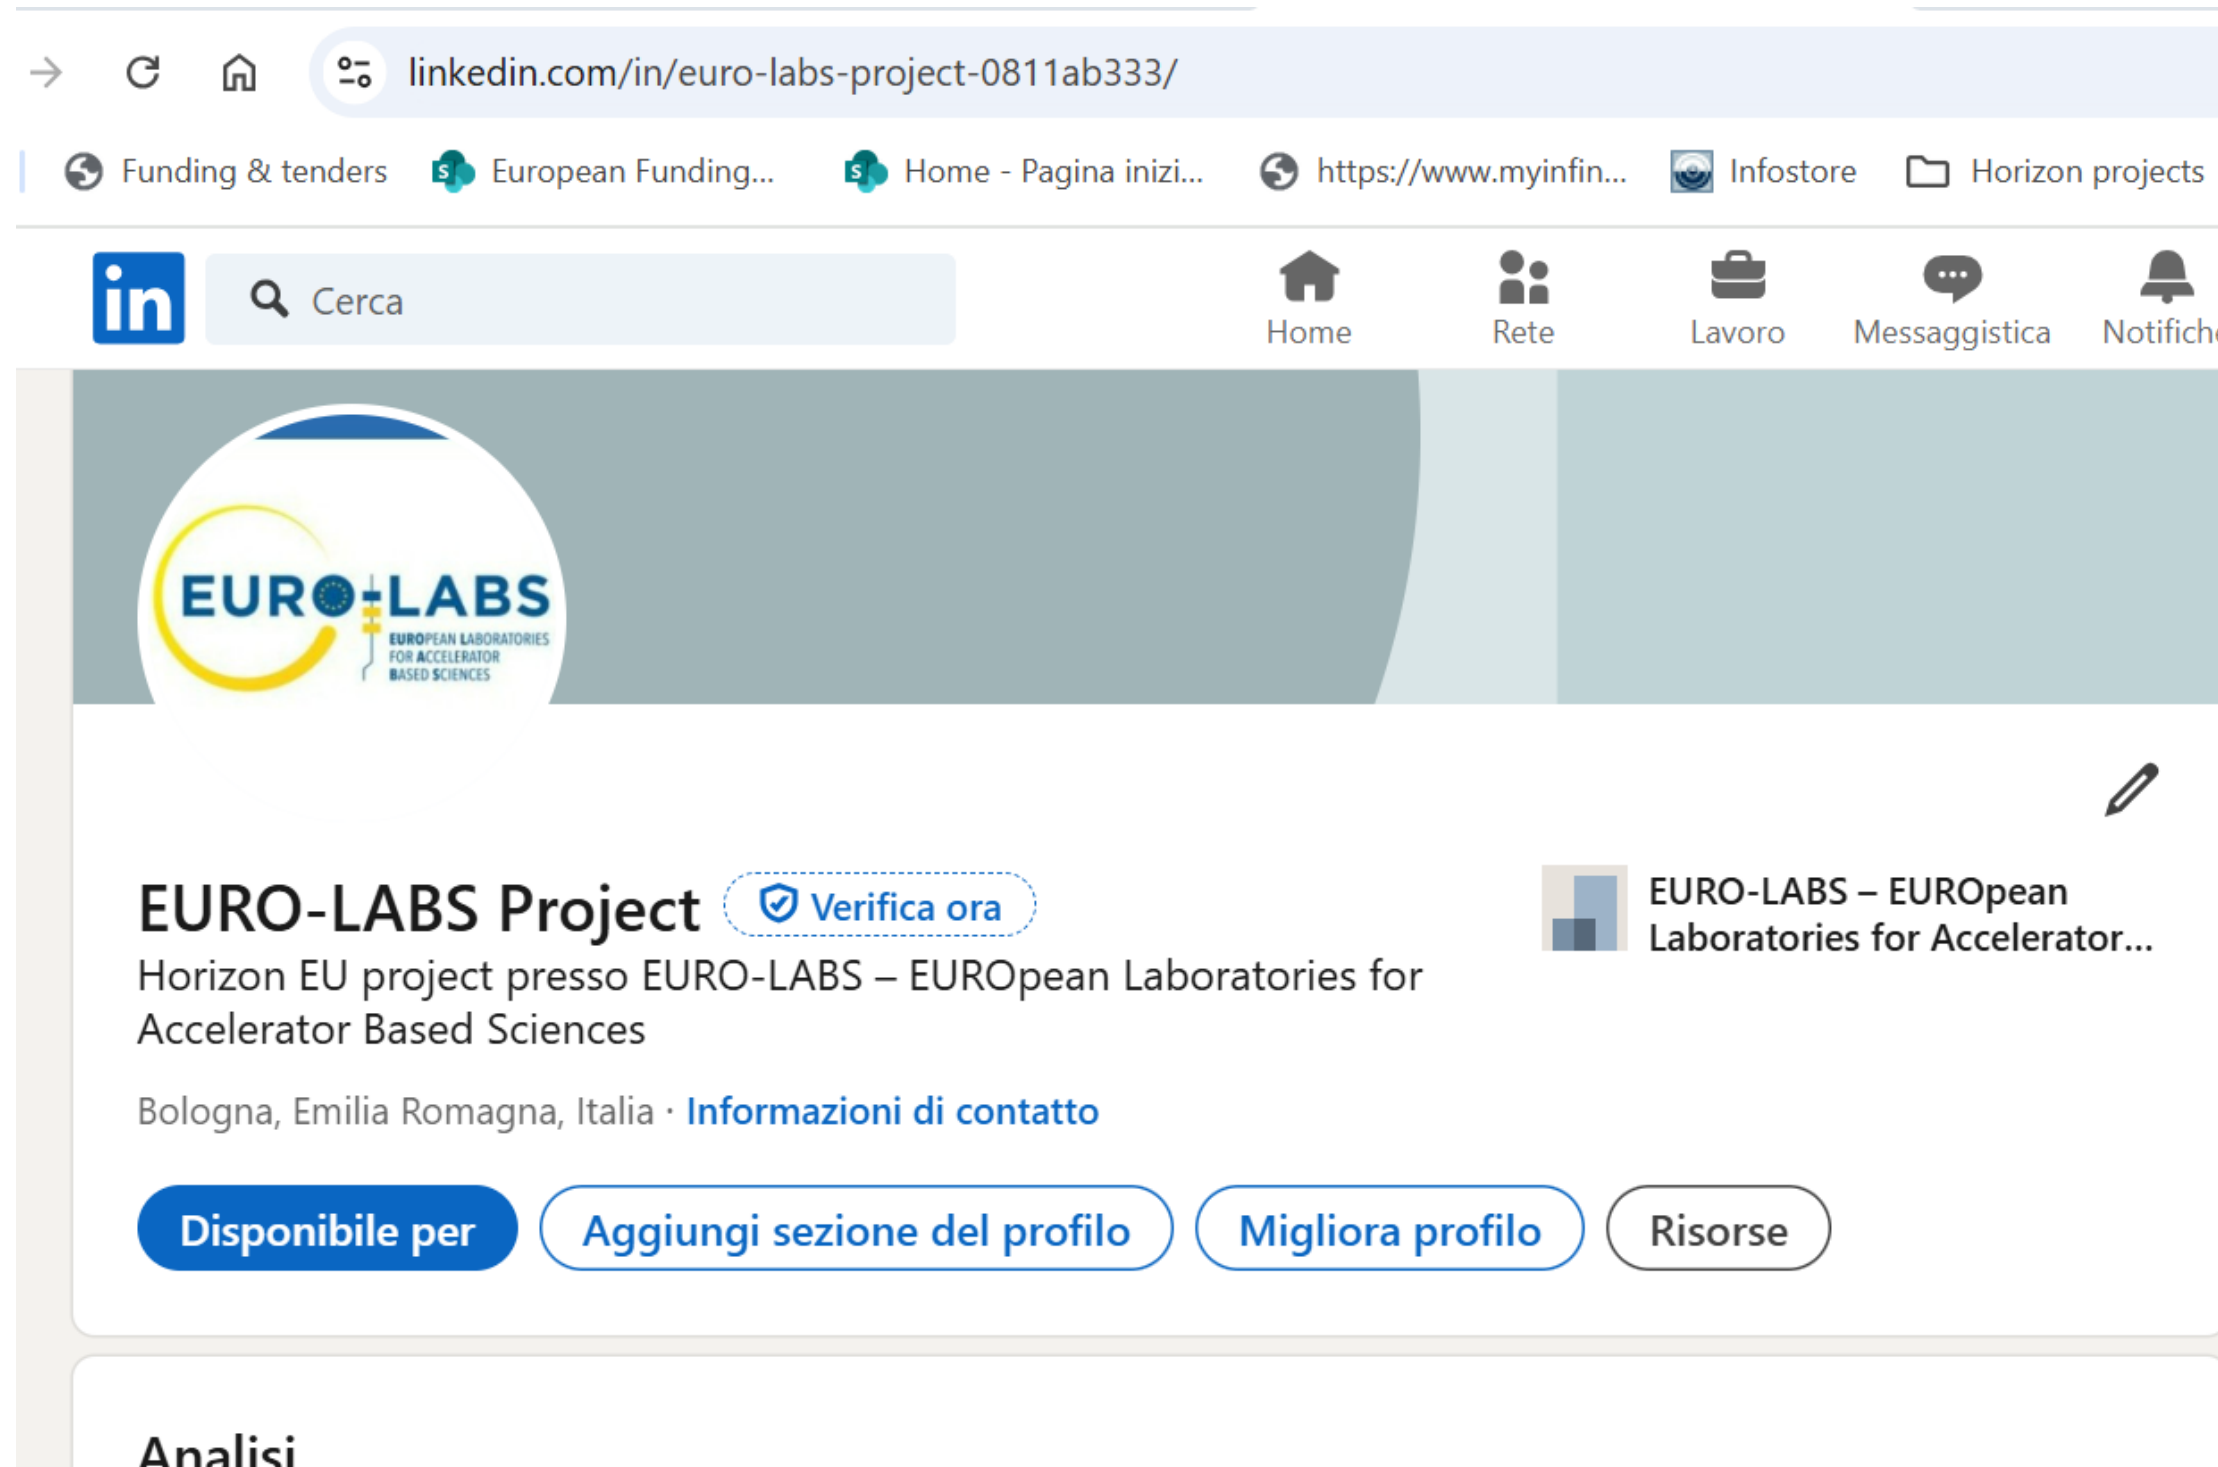 linkedin.com/in/euro-labs-project-0811ab333/
Funding & tenders European Funding... Home - Pagina inizi... https://www.myinfin... Infostore Horizon projects
in Cerca Home Rete Lavoro Messaggistica Notifiche
EURO-LABS
EUROPEAN LABORATORIES
FOR ACCELERATOR
BASED SCIENCES
EURO-LABS Project Verifica ora
EURO-LABS – EUROpean
Laboratories for Accelerator...
Horizon EU project presso EURO-LABS – EUROpean Laboratories for
Accelerator Based Sciences
Bologna, Emilia Romagna, Italia · Informazioni di contatto
Disponibile per Aggiungi sezione del profilo Migliora profilo Risorse
Analisi